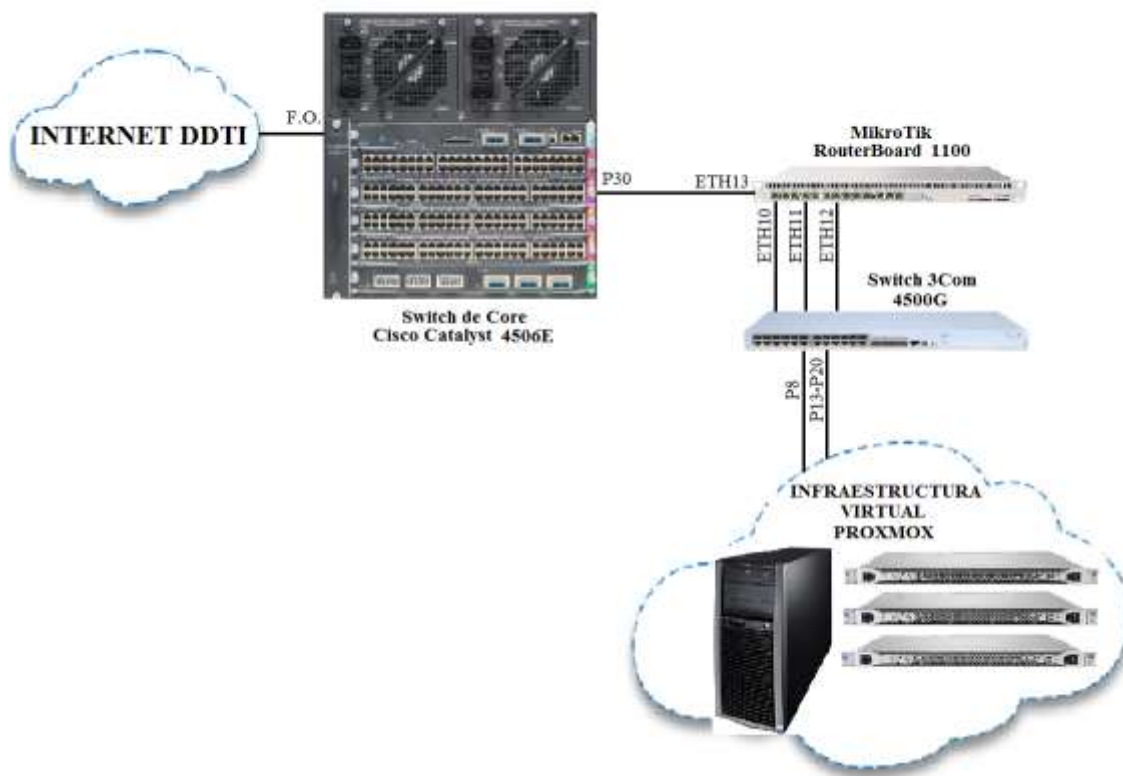 INTERNET DDTI
F.O.
P30
ETH13
MikroTik
RouterBoard 1100
ETH10
ETH11
ETH12
Switch 3Com
4500G
Switch de Core
Cisco Catalyst 4506E
P8
P13-P20
INFRAESTRUCTURA
VIRTUAL
PROXMOX